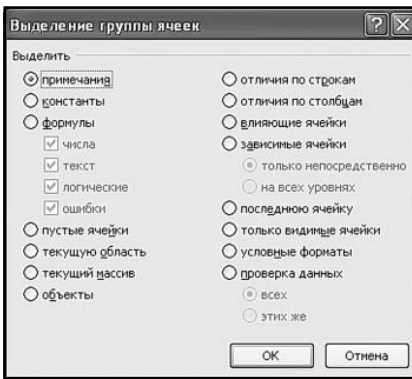 Выделение группы ячеек
Выделить
примечания
константы
формулы
числа
текст
логические
ошибки
пустые ячейки
текущую область
текущий массив
объекты
отличия по строкам
отличия по столбцам
влияющие ячейки
зависимые ячейки
только непосредственно
на всех уровнях
последнюю ячейку
только видимые ячейки
условные форматы
проверка данных
всех
этих же
ОК
Отмена